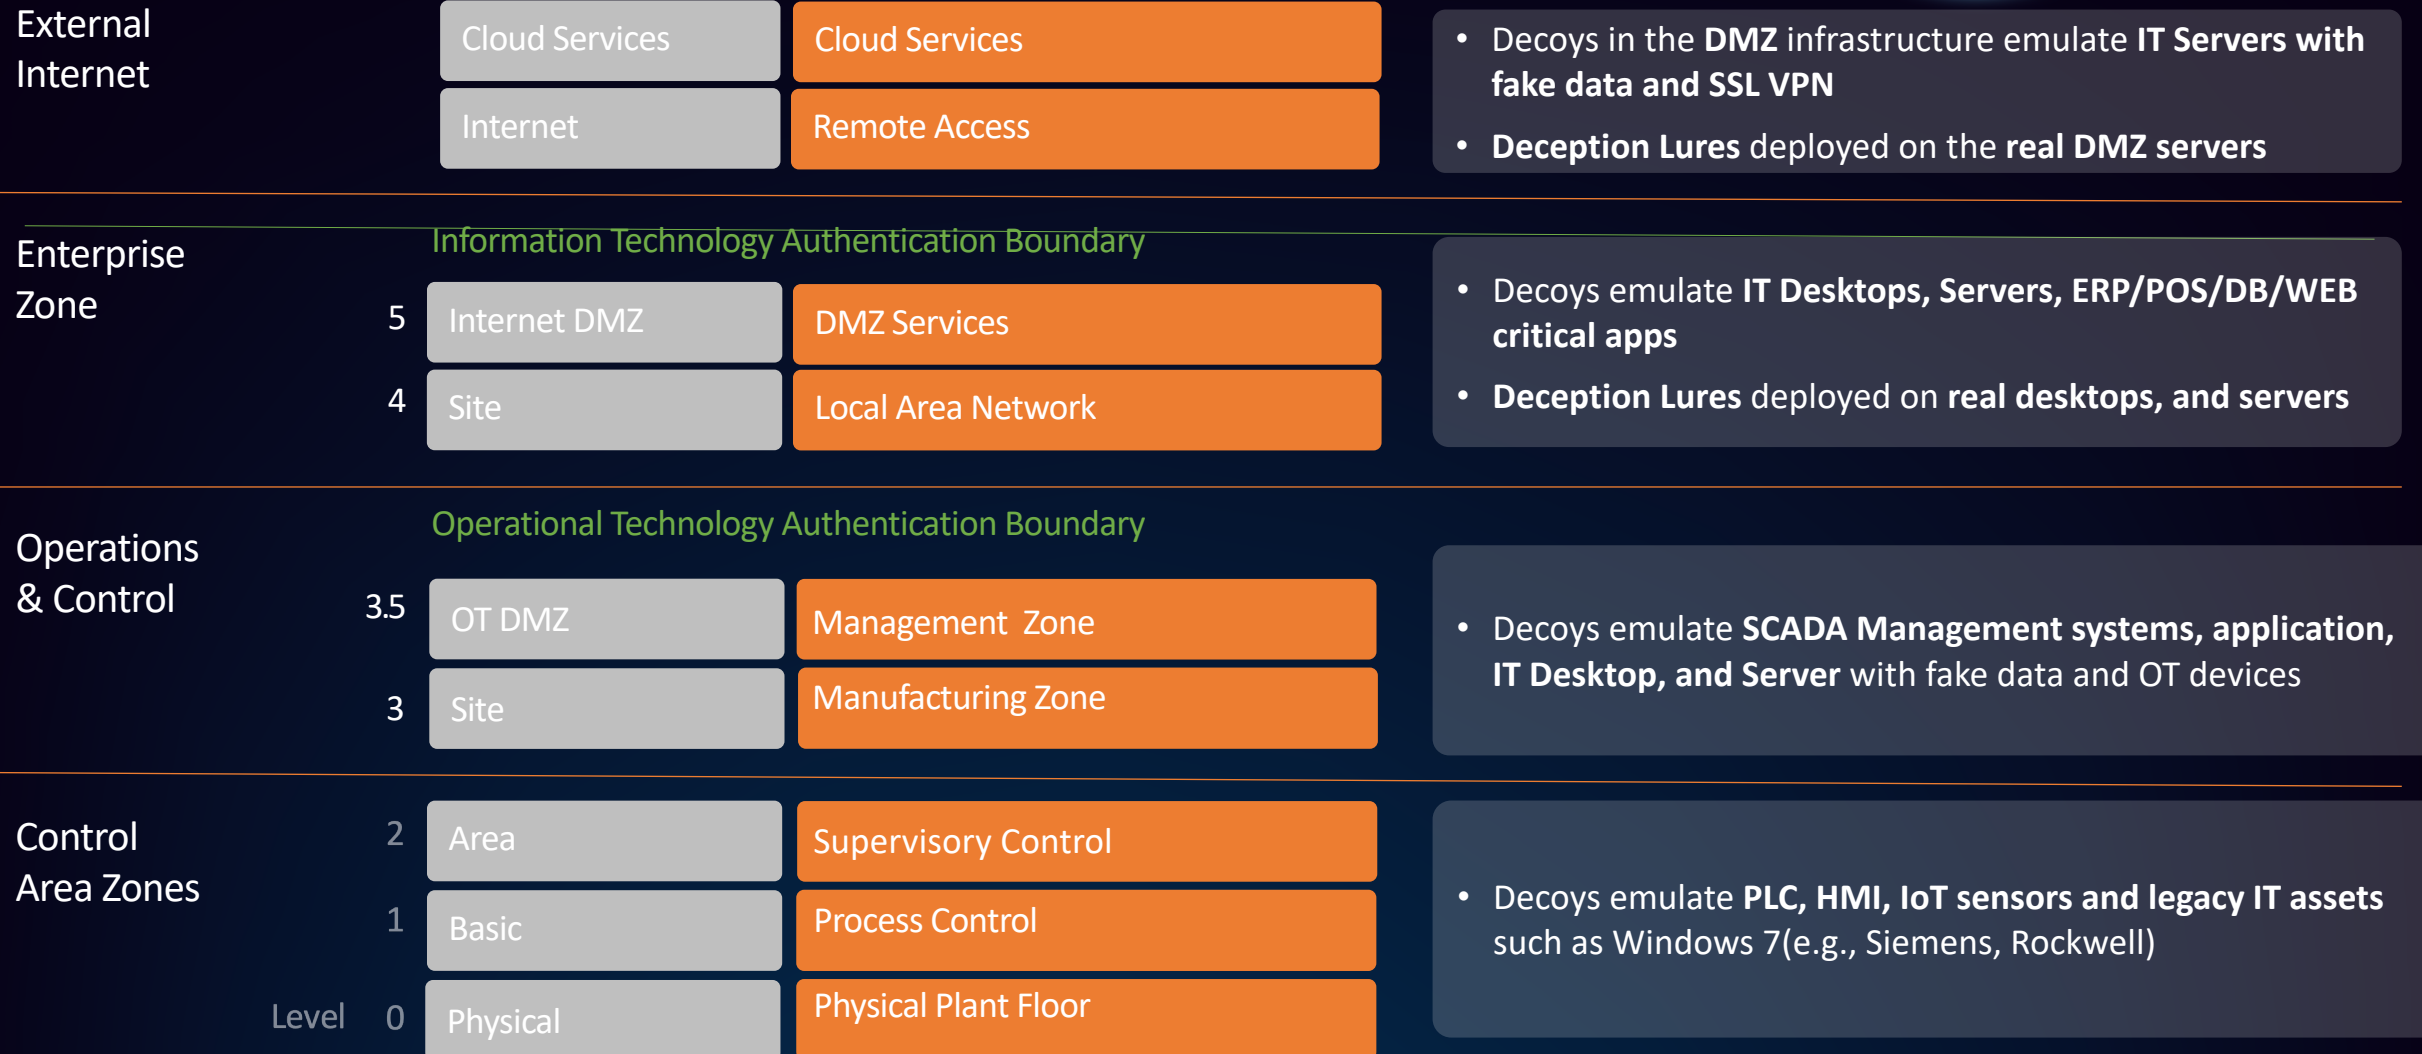 External
Internet
Cloud Services
Cloud Services
Internet
Remote Access
• Decoys in the DMZ infrastructure emulate IT Servers with
fake data and SSL VPN
• Deception Lures deployed on the real DMZ servers
Enterprise
Zone
Information Technology Authentication Boundary
5
Internet DMZ
DMZ Services
4
Site
Local Area Network
• Decoys emulate IT Desktops, Servers, ERP/POS/DB/WEB
critical apps
• Deception Lures deployed on real desktops, and servers
Operations
& Control
Operational Technology Authentication Boundary
3.5
OT DMZ
Management Zone
3
Site
Manufacturing Zone
• Decoys emulate SCADA Management systems, application,
IT Desktop, and Server with fake data and OT devices
Control
Area Zones
2
Area
Supervisory Control
1
Basic
Process Control
Level 0
Physical
Physical Plant Floor
• Decoys emulate PLC, HMI, IoT sensors and legacy IT assets
such as Windows 7(e.g., Siemens, Rockwell)